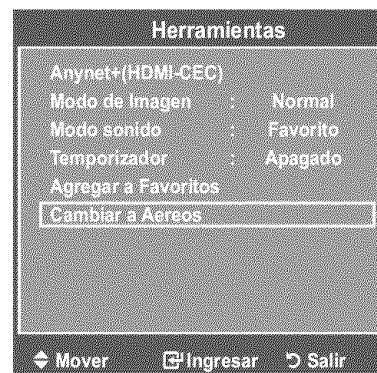 Herramientas
Anynet+(HDMI-CEC)
Modo de Imagen : Normal
Modo sonido : Favorito
Temporizador : Apagado
Agregar a Favoritos
Cambiar a Aereos
Mover Ingresar Salir